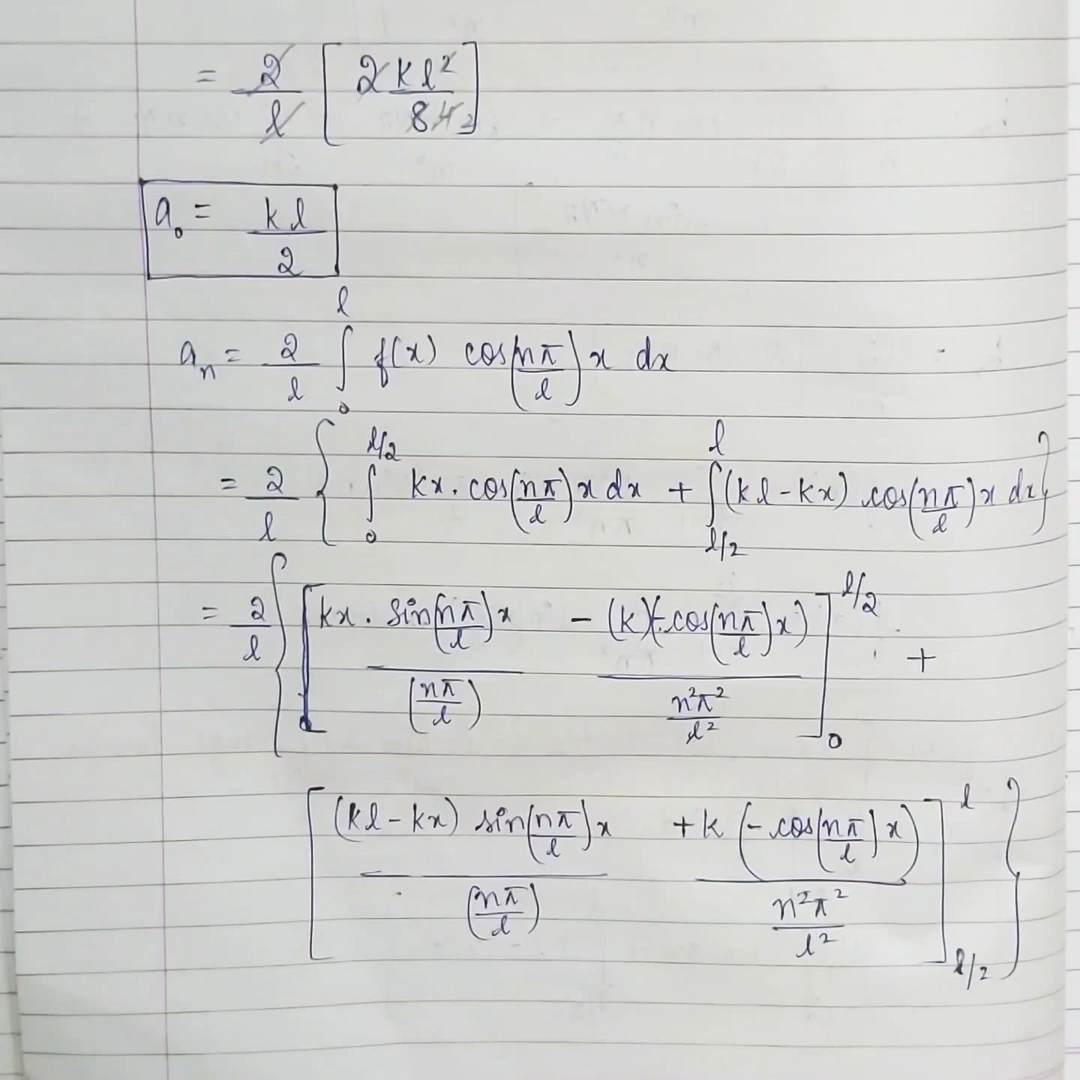 = 2/l [ 2kl²/84₂ ]
a₀ = kl/2
aₙ = 2/l ∫₀ˡ f(x) cos(nπ/l)x dx
= 2/l { ∫₀^{l/2} kx . cos(nπ/l)x dx + ∫_{l/2}^{l} (kl - kx) cos(nπ/l)x dx }
= 2/l { [ kx . sin(nπ/l)x / (nπ/l) - (k)(-cos(nπ/l)x) / (n²π²/l²) ]₀^{l/2} +
[ (kl - kx) sin(nπ/l)x / (nπ/l) + k (- cos(nπ/l)x) / (n²π²/l²) ]_{l/2}^{l} }